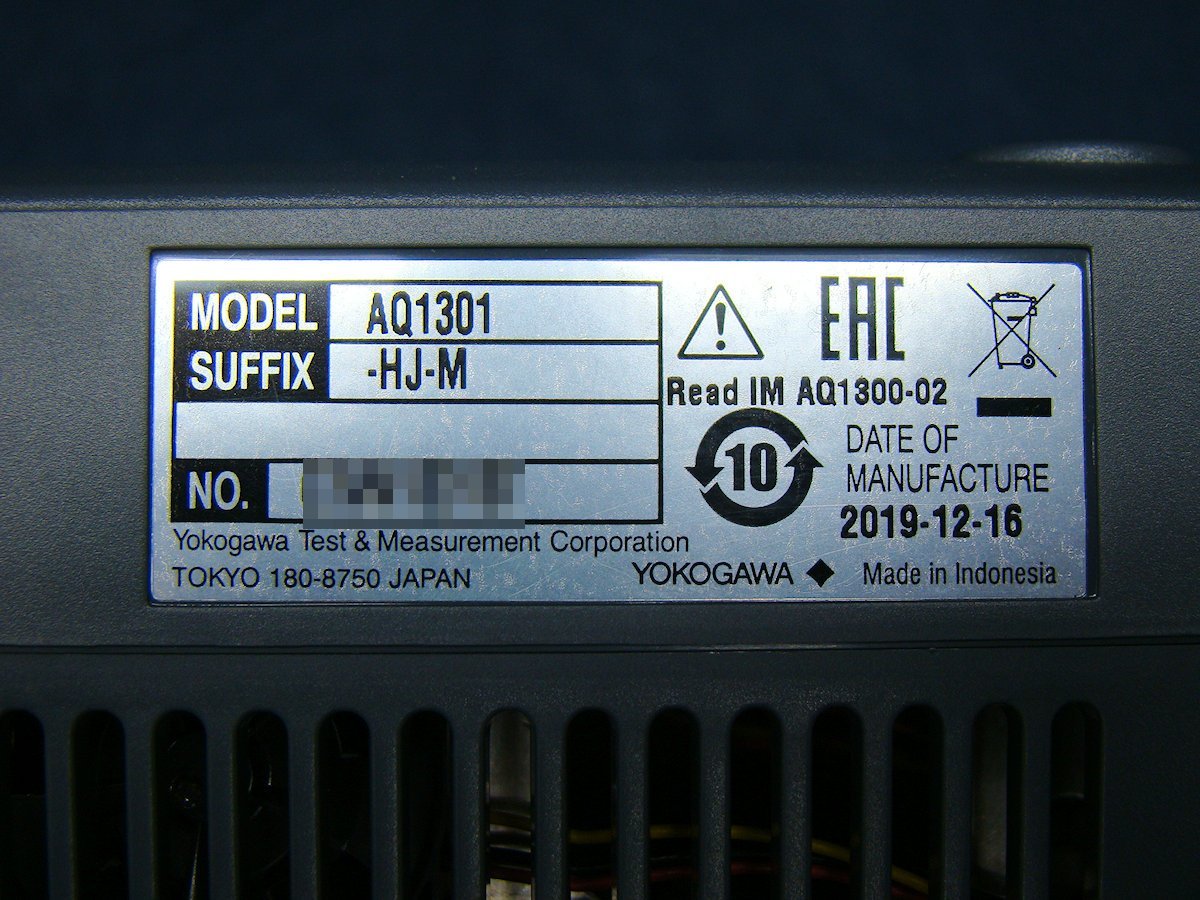 MODEL AQ1301
SUFFIX -HJ-M
NO.
Yokogawa Test & Measurement Corporation
TOKYO 180-8750 JAPAN
EAC
Read IM AQ1300-02
10
DATE OF
MANUFACTURE
2019-12-16
YOKOGAWA ◆ Made in Indonesia